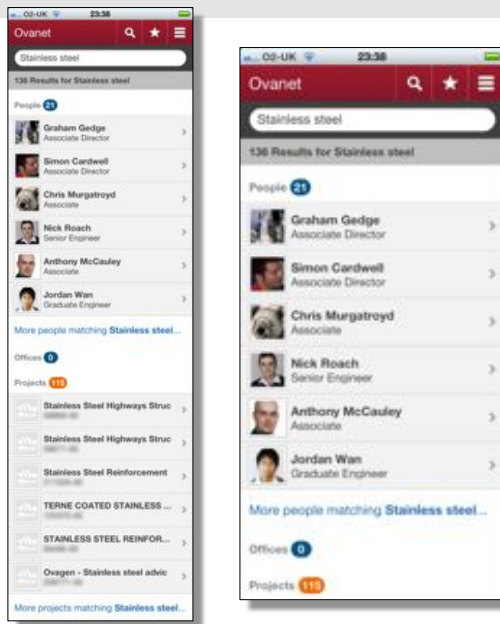 O2-UK 23:38
Ovanet
Stainless steel
136 Results for Stainless steel
People 21
Graham Gedge
Associate Director
Simon Cardwell
Associate Director
Chris Murgatroyd
Associate
Nick Roach
Senior Engineer
Anthony McCauley
Associate
Jordan Wan
Graduate Engineer
More people matching Stainless steel...
Offices 0
Projects 115
Stainless Steel Highways Struc
Stainless Steel Highways Struc
Stainless Steel Reinforcement
TERNE COATED STAINLESS ...
STAINLESS STEEL REINFOR...
Ovagen - Stainless steel advic
More projects matching Stainless steel...
O2-UK 23:38
Ovanet
Stainless steel
136 Results for Stainless steel
People 21
Graham Gedge
Associate Director
Simon Cardwell
Associate Director
Chris Murgatroyd
Associate
Nick Roach
Senior Engineer
Anthony McCauley
Associate
Jordan Wan
Graduate Engineer
More people matching Stainless steel...
Offices 0
Projects 115